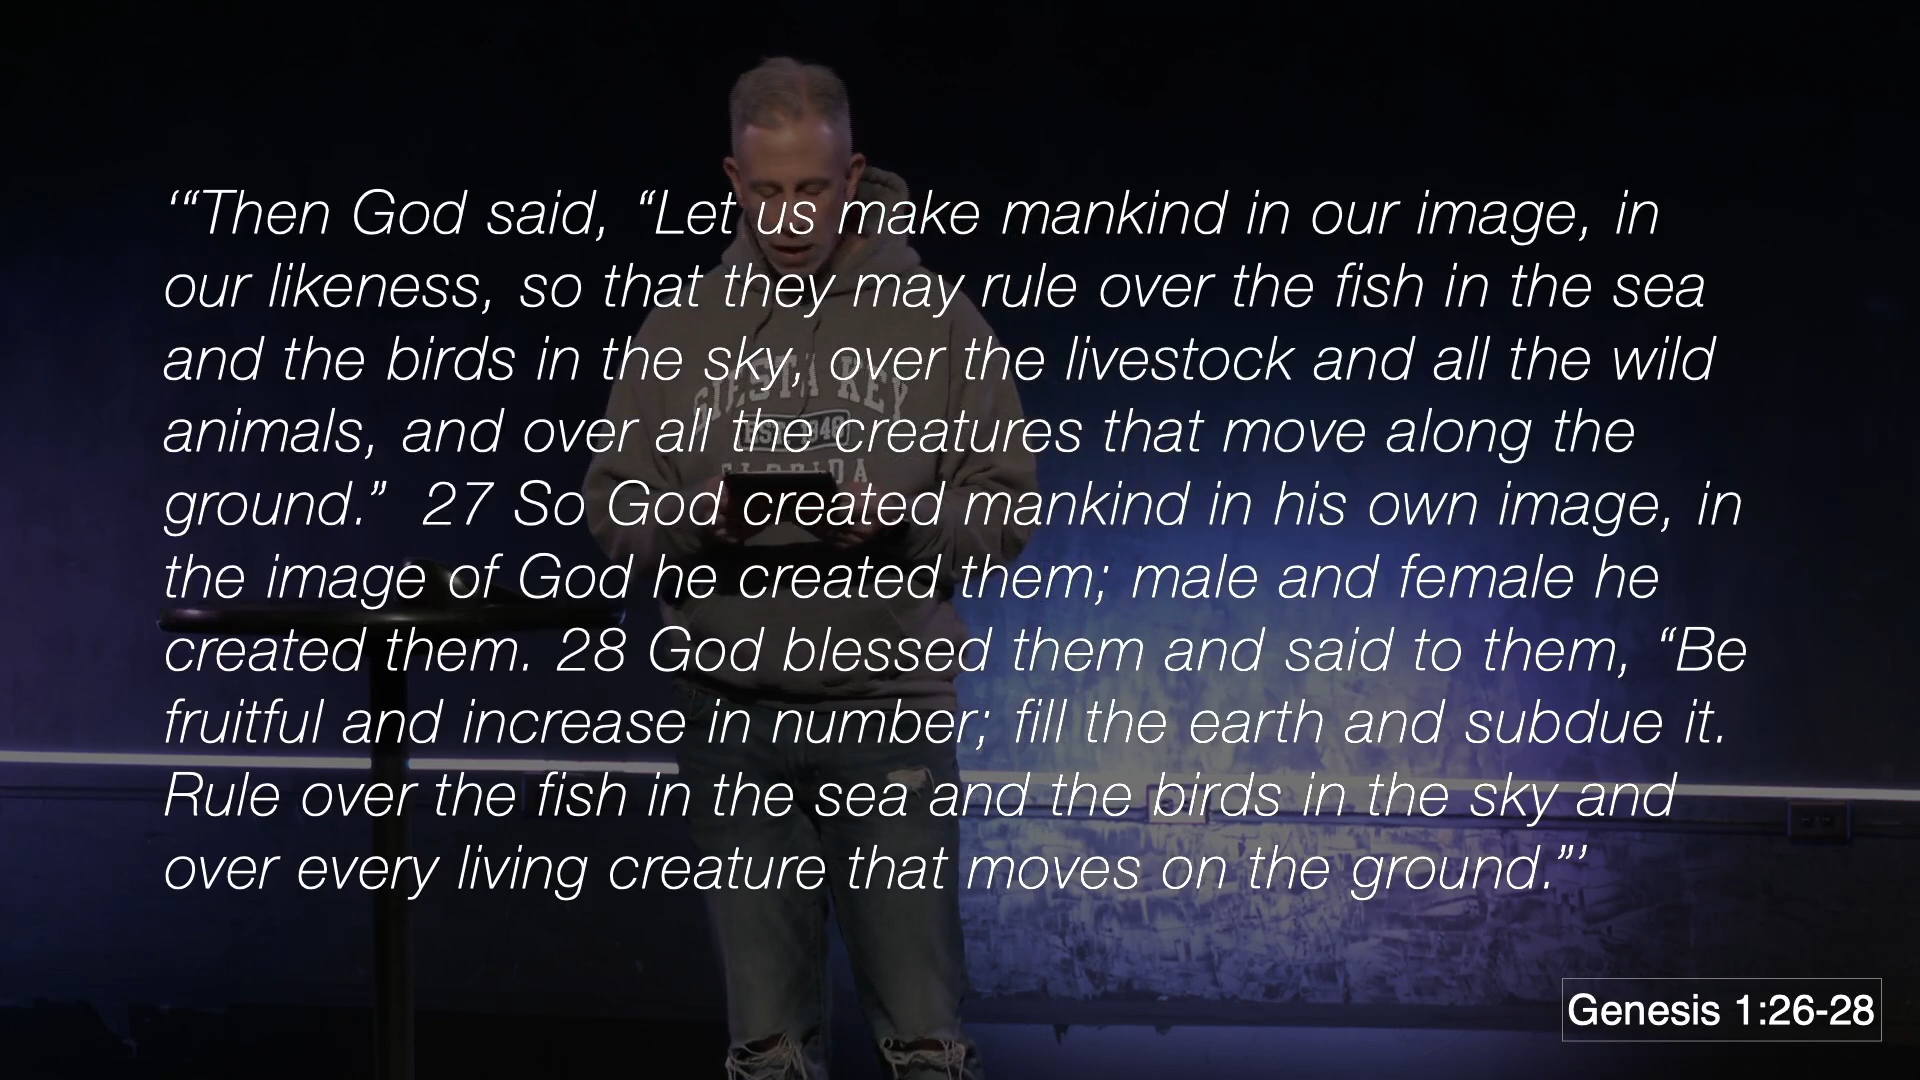 ‘“Then God said, “Let us make mankind in our image, in
our likeness, so that they may rule over the fish in the sea
and the birds in the sky, over the livestock and all the wild
animals, and over all the creatures that move along the
ground.”  27 So God created mankind in his own image, in
the image of God he created them; male and female he
created them. 28 God blessed them and said to them, “Be
fruitful and increase in number; fill the earth and subdue it.
Rule over the fish in the sea and the birds in the sky and
over every living creature that moves on the ground.”’
SIESTA KEY
EST 1948
FLORIDA
Genesis 1:26-28